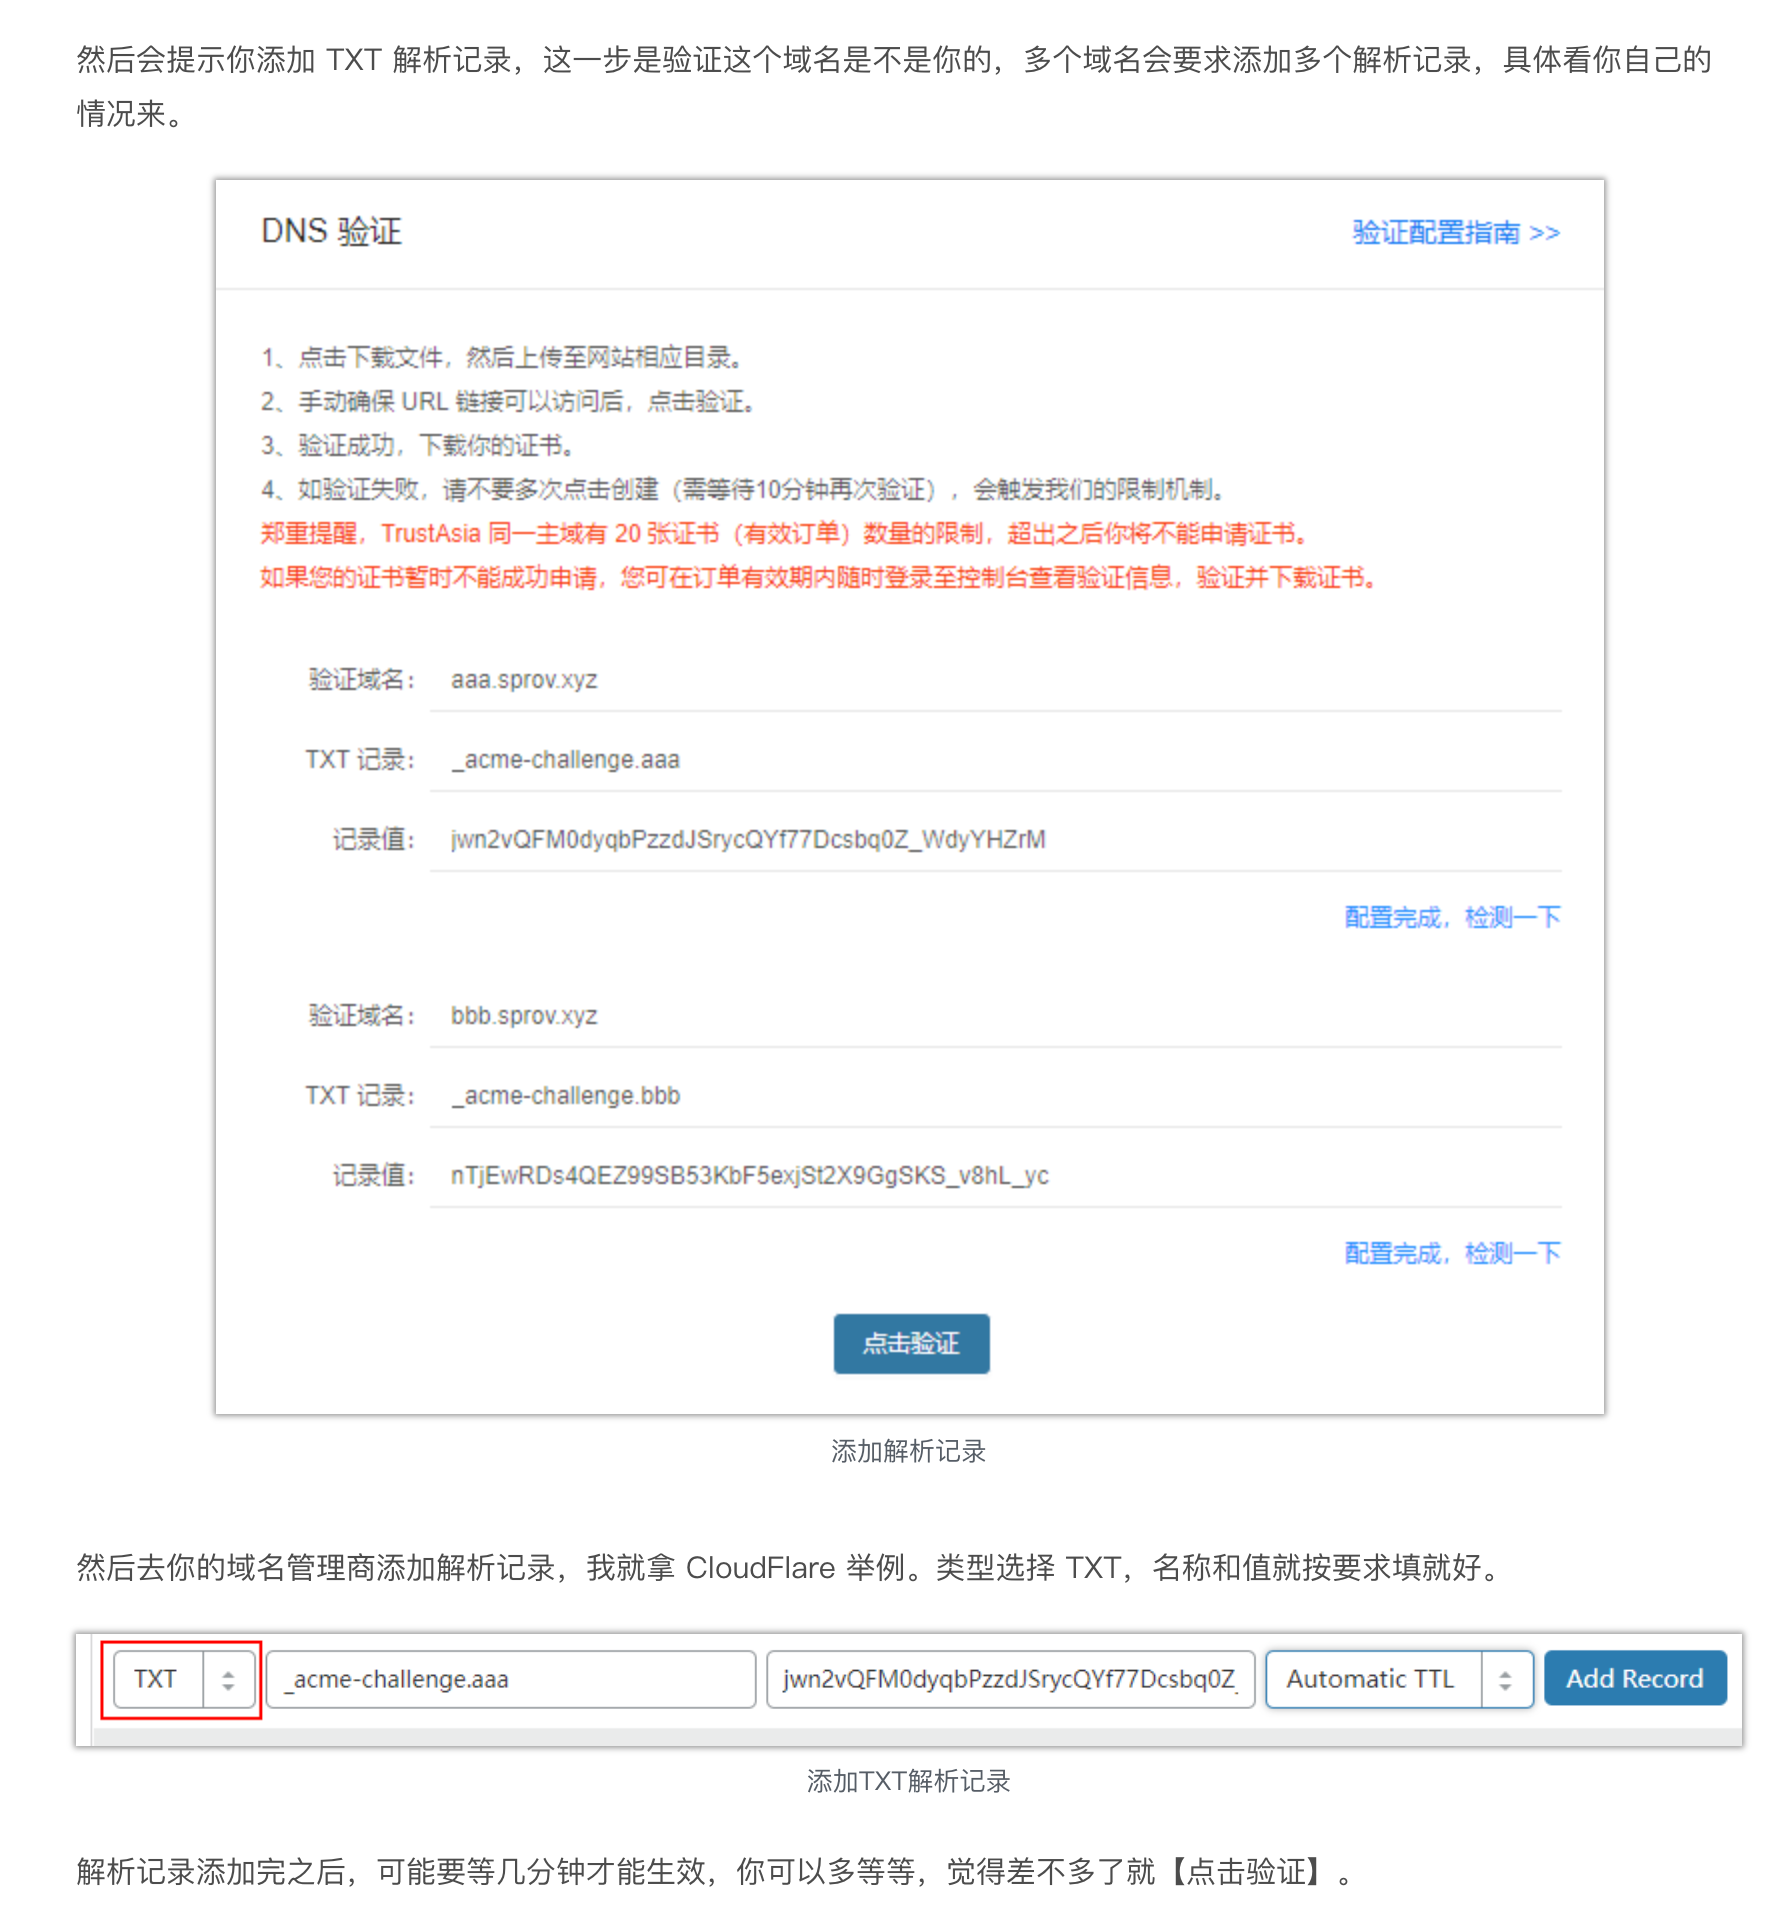 然后会提示你添加 TXT 解析记录，这一步是验证这个域名是不是你的，多个域名会要求添加多个解析记录，具体看你自己的
情况来。
DNS 验证
验证配置指南 >>
1、点击下载文件，然后上传至网站相应目录。
2、手动确保 URL 链接可以访问后，点击验证。
3、验证成功，下载你的证书。
4、如验证失败，请不要多次点击创建（需等待10分钟再次验证），会触发我们的限制机制。
郑重提醒，TrustAsia 同一主域有 20 张证书（有效订单）数量的限制，超出之后你将不能申请证书。
如果您的证书暂时不能成功申请，您可在订单有效期内随时登录至控制台查看验证信息，验证并下载证书。
验证域名： aaa.sprov.xyz
TXT 记录： _acme-challenge.aaa
记录值： jwn2vQFM0dyqbPzzdJSrycQYf77Dcsbq0Z_WdyYHZrM
配置完成，检测一下
验证域名： bbb.sprov.xyz
TXT 记录： _acme-challenge.bbb
记录值： nTjEwRDs4QEZ99SB53KbF5exjSt2X9GgSKS_v8hL_yc
配置完成，检测一下
点击验证
添加解析记录
然后去你的域名管理商添加解析记录，我就拿 CloudFlare 举例。类型选择 TXT，名称和值就按要求填就好。
TXT _acme-challenge.aaa jwn2vQFM0dyqbPzzdJSrycQYf77Dcsbq0Z_ Automatic TTL Add Record
添加TXT解析记录
解析记录添加完之后，可能要等几分钟才能生效，你可以多等等，觉得差不多了就【点击验证】。